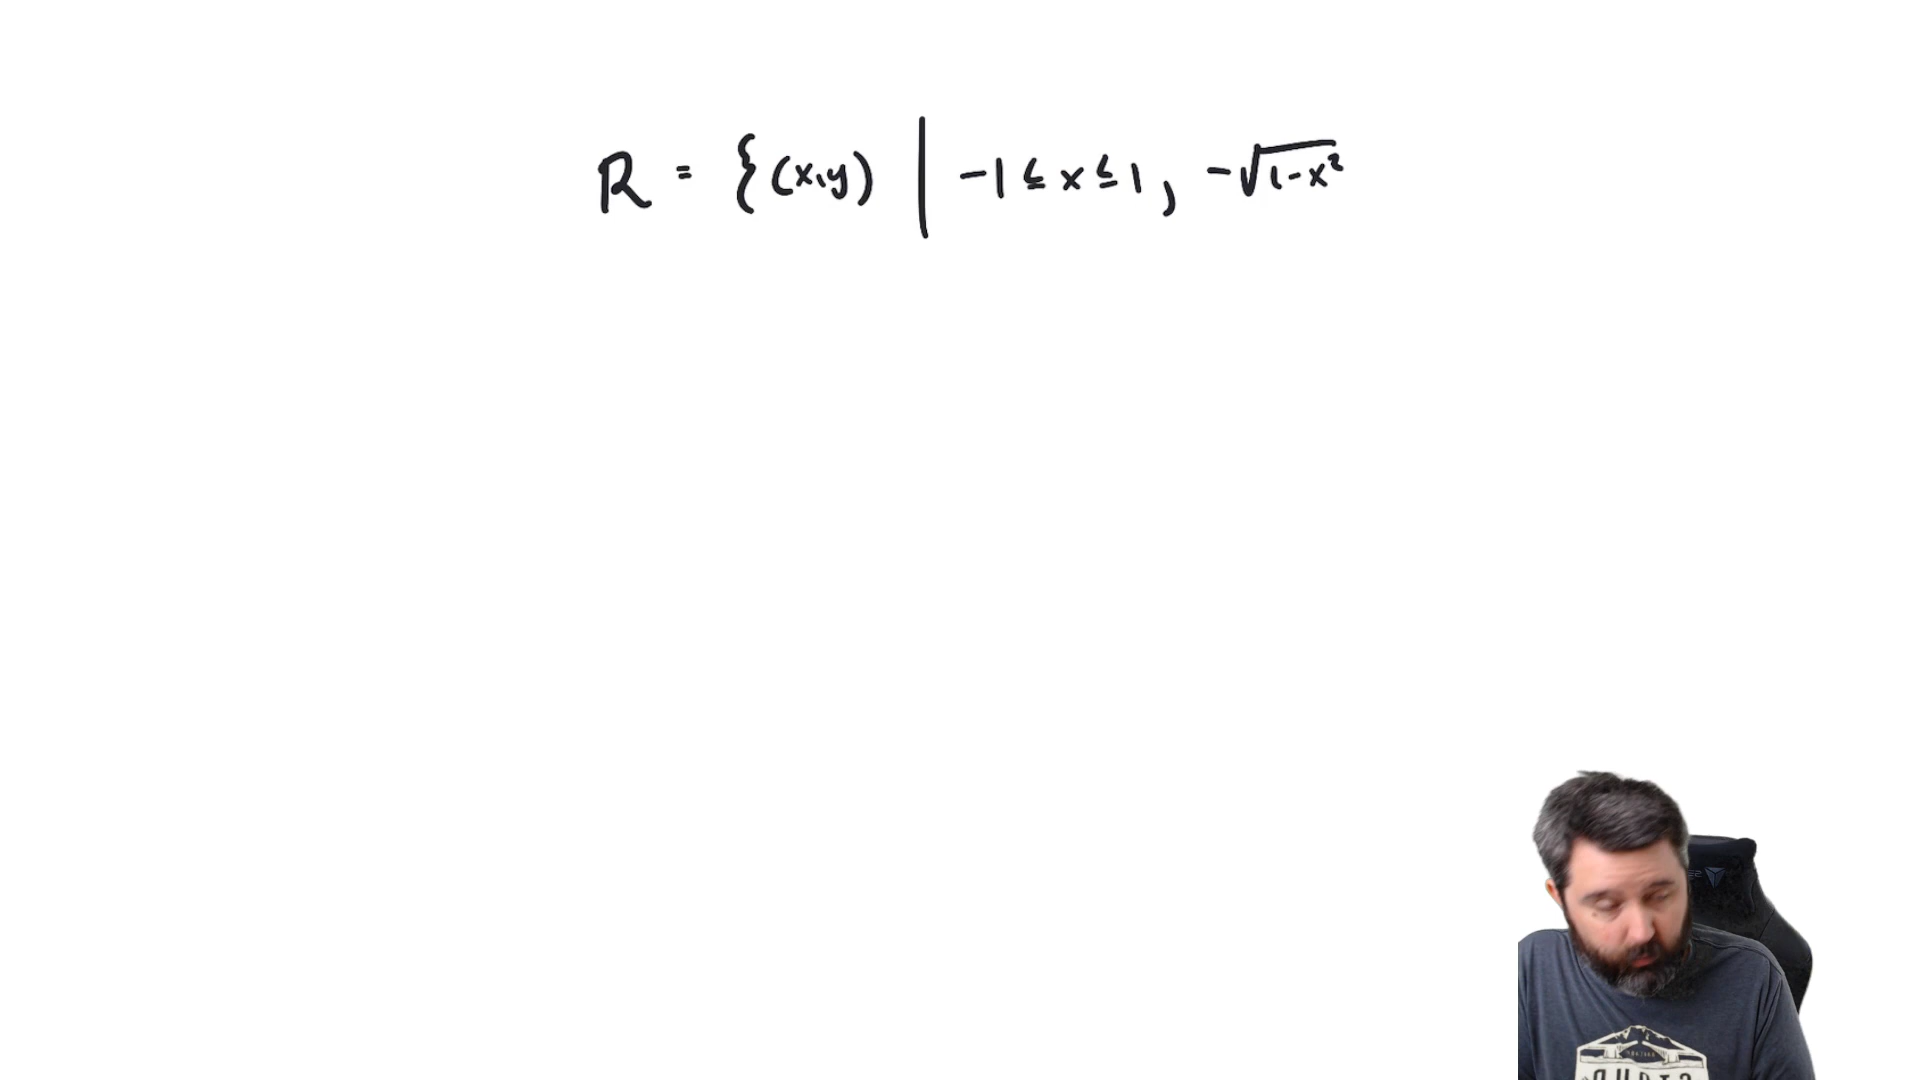 R = {(x,y) | -1 ≤ x ≤ 1, -√(1-x²)